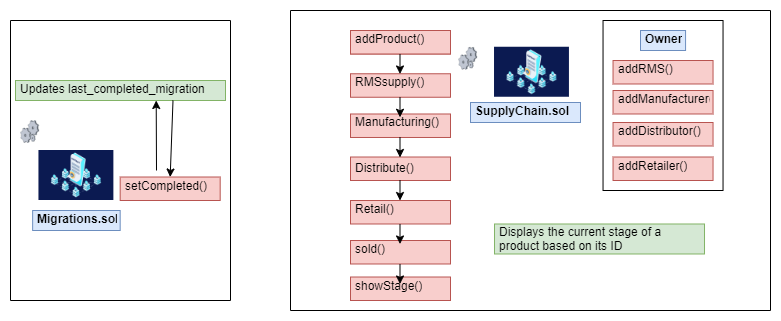 Updates last_completed_migration
setCompleted()
Migrations.sol
addProduct()
RMSsupply()
Manufacturing()
Distribute()
Retail()
sold()
showStage()
SupplyChain.sol
Owner
addRMS()
addManufacturer(
addDistributor()
addRetailer()
Displays the current stage of a
product based on its ID